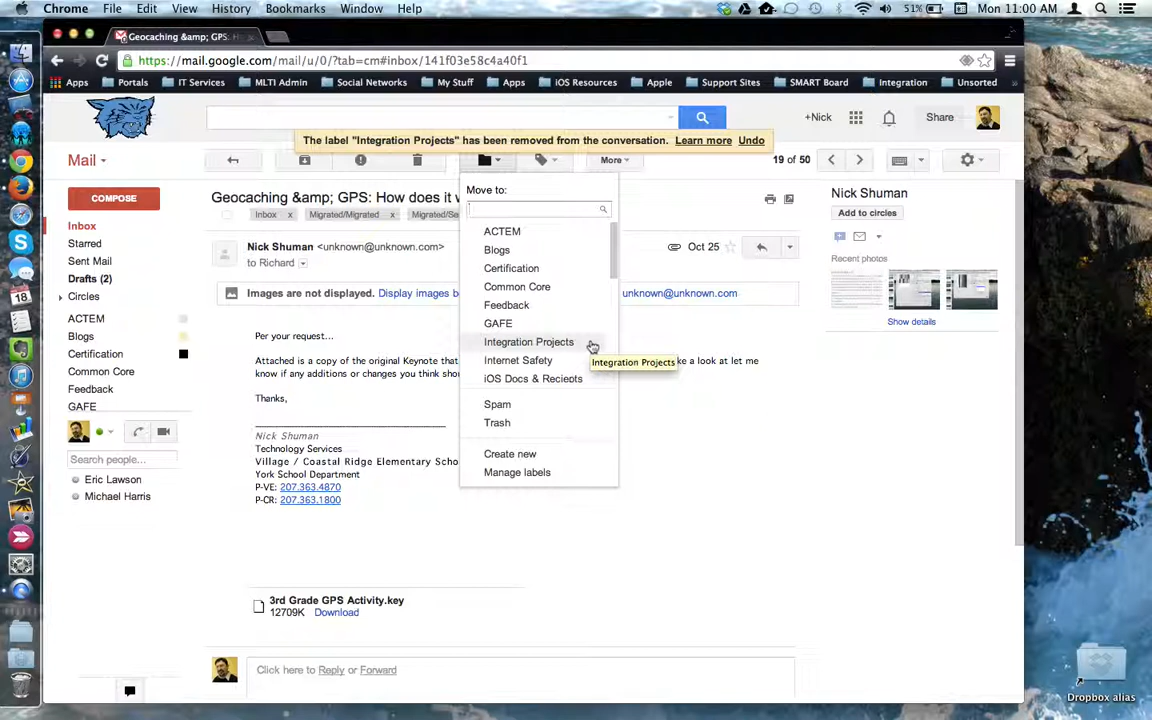 Chrome File Edit View History Bookmarks Window Help 51% Mon 11:00 AM
Geocaching &amp; GPS: H
https://mail.google.com/mail/u/0/?tab=cm#inbox/141f03e58c4a40f1
Apps Portals IT Services MLTI Admin Social Networks My Stuff Apps iOS Resources Apple Support Sites SMART Board Integration Unsorted »
+Nick Share
The label "Integration Projects" has been removed from the conversation. Learn more Undo
Mail More 19 of 50
COMPOSE
Inbox
Starred
Sent Mail
Drafts (2)
Circles
ACTEM
Blogs
Certification
Common Core
Feedback
GAFE
Search people...
Eric Lawson
Michael Harris
Geocaching &amp; GPS: How does it w
Inbox x Migrated/Migrated x Migrated/Se
Nick Shuman <unknown@unknown.com> Oct 25
to Richard
Images are not displayed. Display images b unknown@unknown.com
Per your request...
Attached is a copy of the original Keynote that ke a look at let me
know if any additions or changes you think shou
Thanks,
Nick Shuman
Technology Services
Village / Coastal Ridge Elementary Scho
York School Department
P-VE: 207.363.4870
P-CR: 207.363.1800
3rd Grade GPS Activity.key
12709K Download
Click here to Reply or Forward
Move to:
ACTEM
Blogs
Certification
Common Core
Feedback
GAFE
Integration Projects
Internet Safety
iOS Docs & Reciepts
Spam
Trash
Create new
Manage labels
Integration Projects
Nick Shuman
Add to circles
Recent photos
Show details
18
Dropbox alias